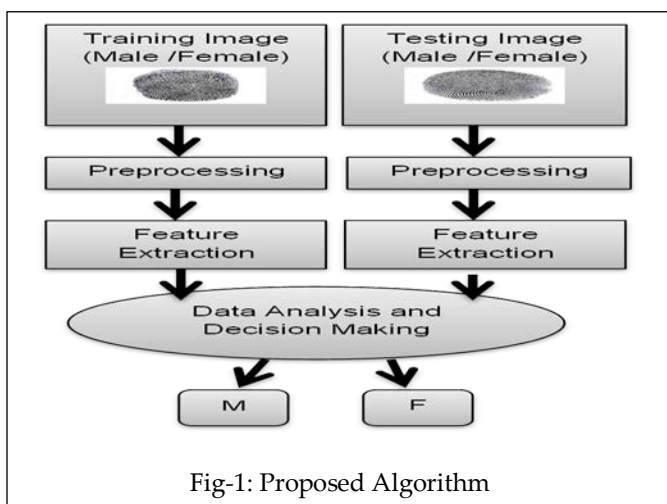 Training Image
(Male /Female)
Testing Image
(Male /Female)
Preprocessing
Preprocessing
Feature
Extraction
Feature
Extraction
Data Analysis and
Decision Making
M
F
Fig-1: Proposed Algorithm